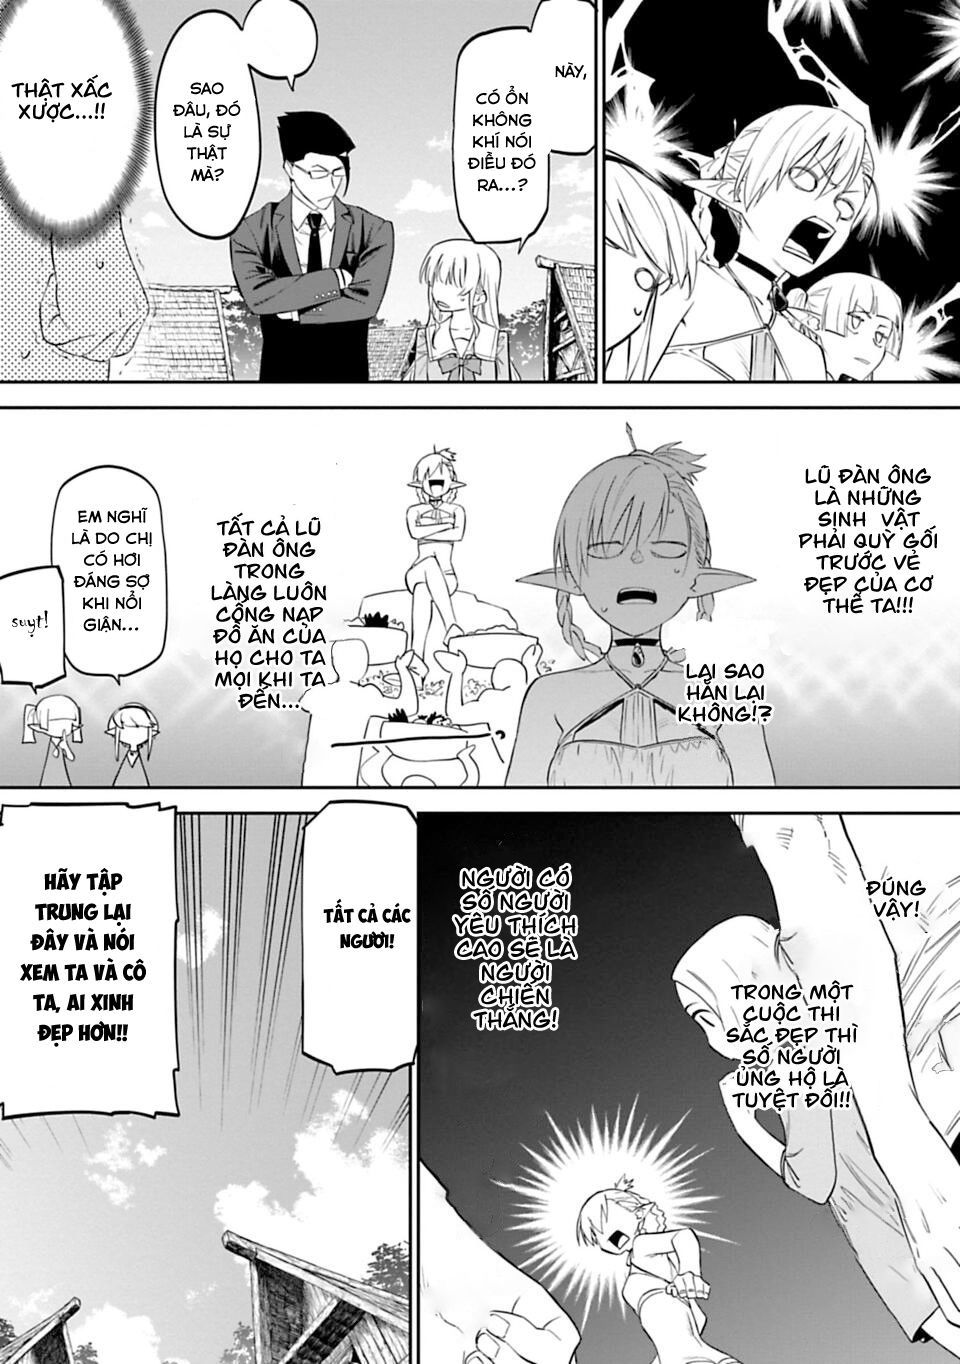 NÀY,
CÓ ỔN
KHÔNG
KHI NÓI
ĐIỀU ĐÓ
RA...?
SAO
ĐÂU, ĐÓ
LÀ SỰ
THẬT
MÀ?
THẬT XẤC
XƯỢC...!!
LŨ ĐÀN ÔNG
LÀ NHỮNG
SINH VẬT
PHẢI QUỲ GỐI
TRƯỚC VẺ
ĐẸP CỦA CƠ
THỂ TA!!!
LẠI SAO
HẮN LẠI
KHÔNG!?
TẤT CẢ LŨ
ĐÀN ÔNG
TRONG
LÀNG LUÔN
CỐNG NẠP
ĐỒ ĂN CỦA
HỌ CHO TA
MỌI KHI TA
ĐẾN...
EM NGHĨ
LÀ DO CHỊ
CÓ HƠI
ĐÁNG SỢ
KHI NỔI
GIẬN...
suỵt!
ĐÚNG
VẬY!
TRONG MỘT
CUỘC THI
SẮC ĐẸP THÌ
SỐ NGƯỜI
ỦNG HỘ LÀ
TUYỆT ĐỐI!!
NGƯỜI CÓ
SỐ NGƯỜI
YÊU THÍCH
CAO SẼ LÀ
NGƯỜI
CHIẾN
THẮNG!
TẤT CẢ CÁC
NGƯƠI!
HÃY TẬP
TRUNG LẠI
ĐÂY VÀ NÓI
XEM TA VÀ CÔ
TA, AI XINH
ĐẸP HƠN!!